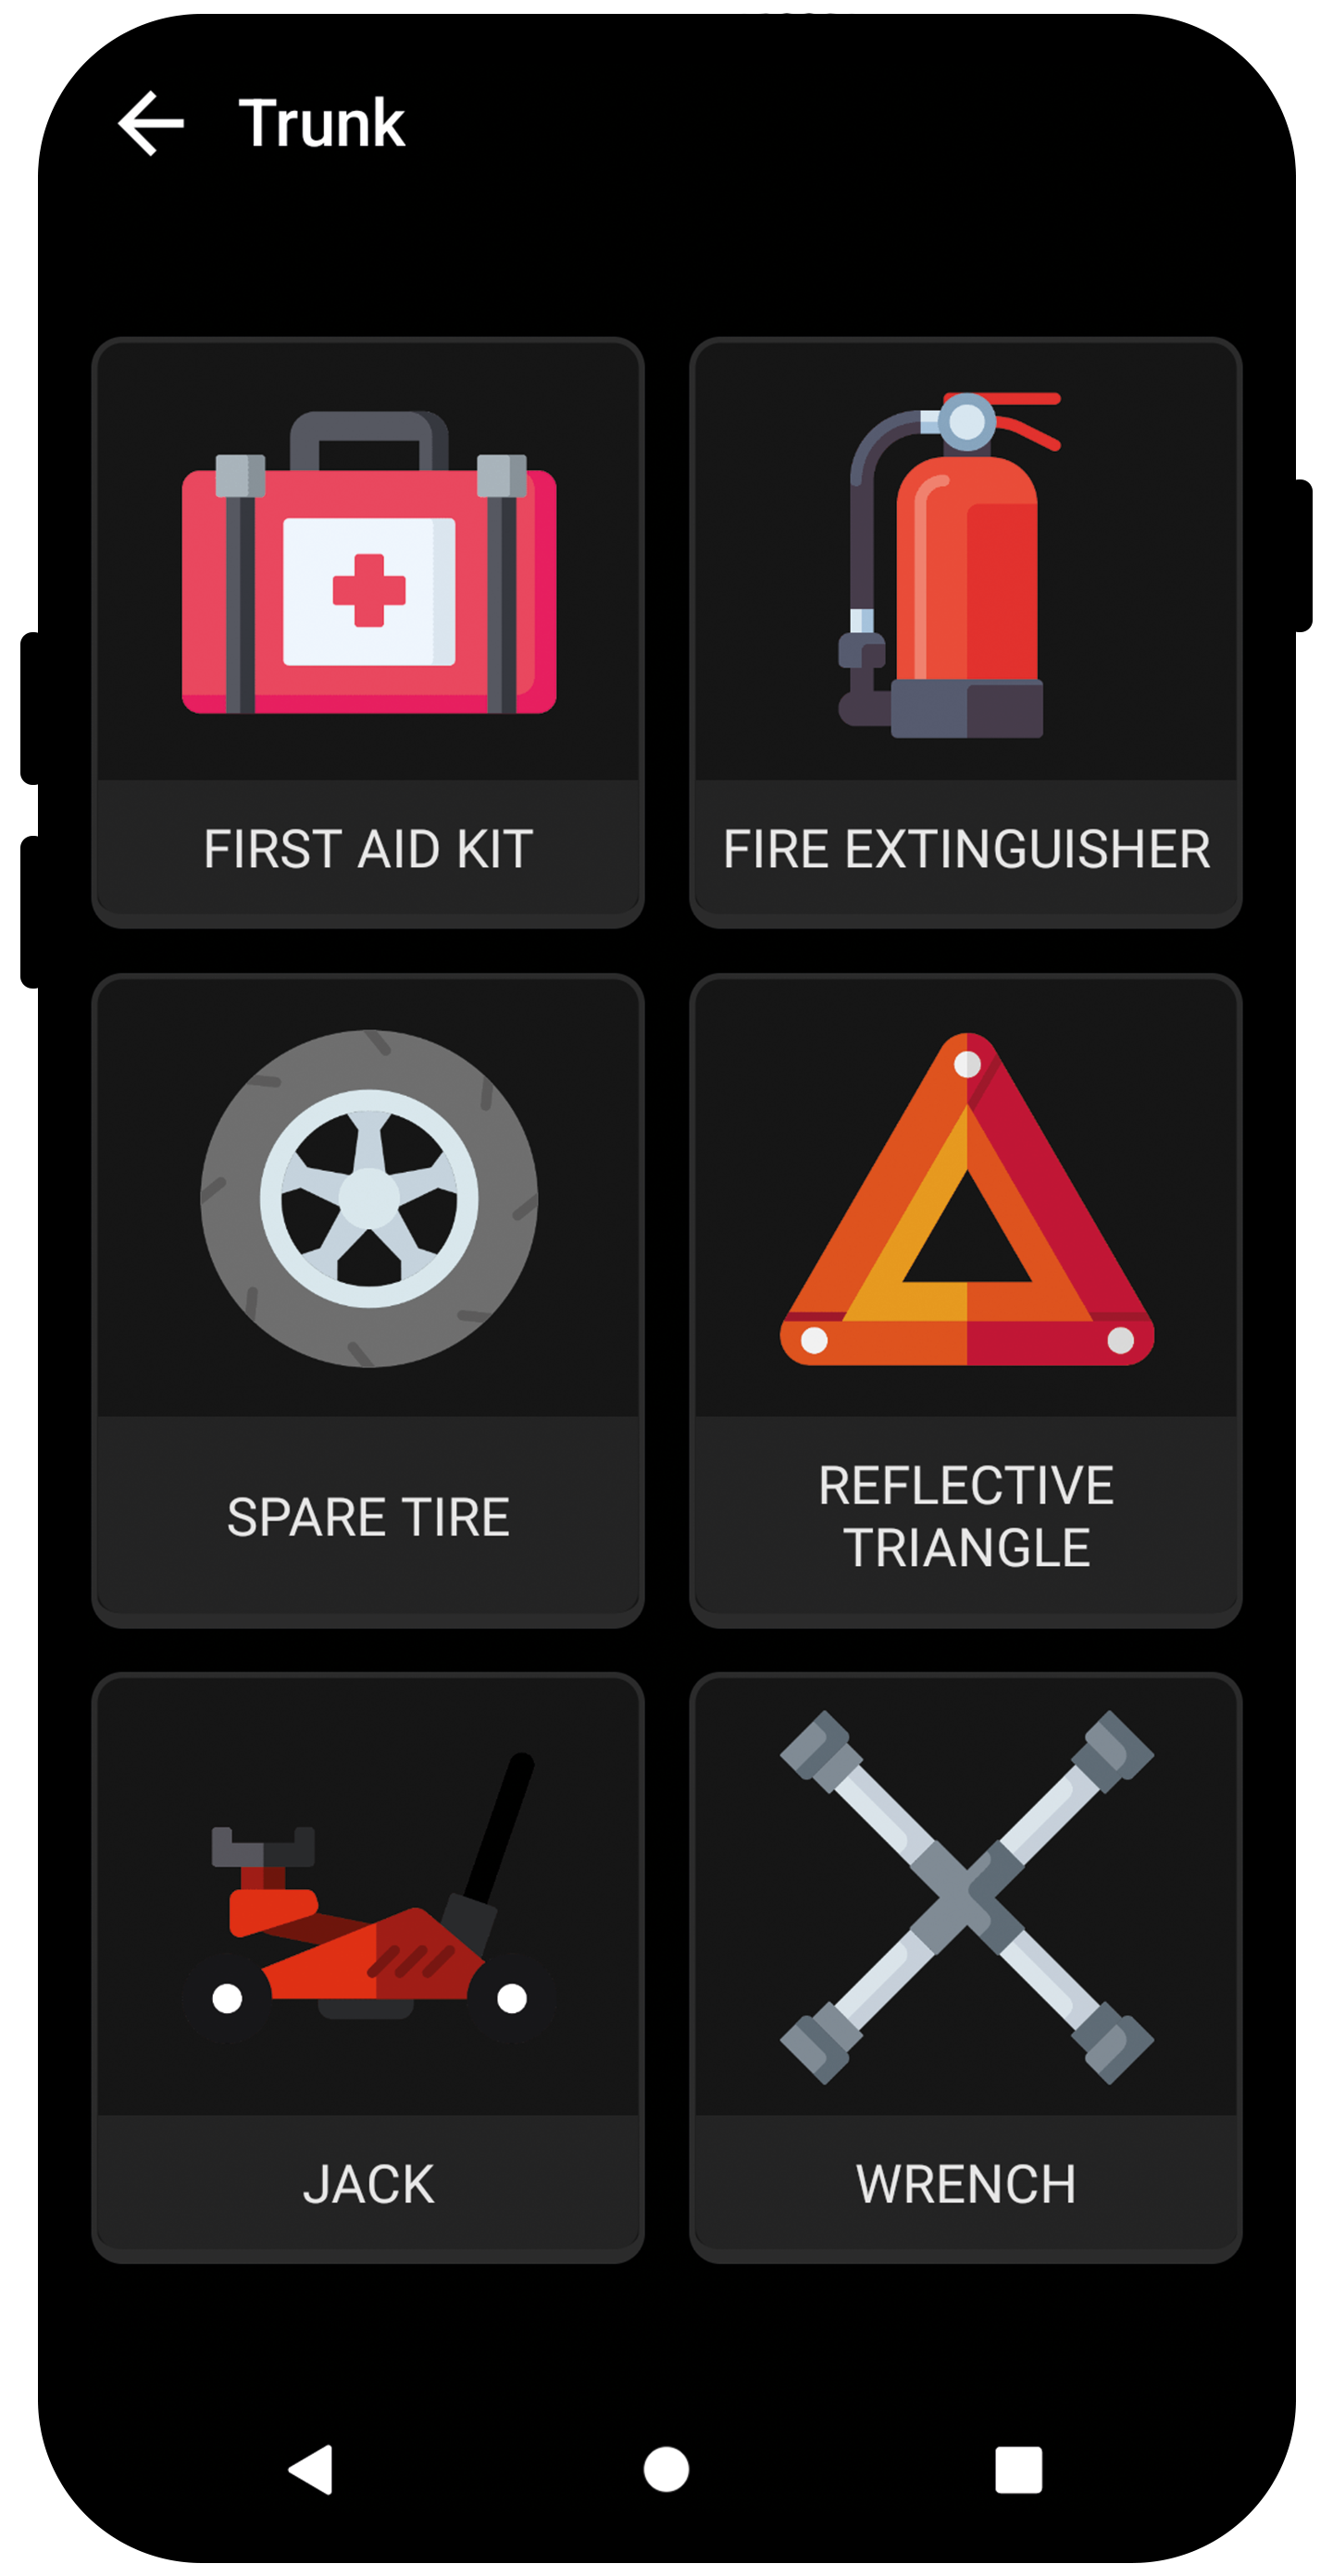 Trunk
FIRST AID KIT
FIRE EXTINGUISHER
SPARE TIRE
REFLECTIVE
TRIANGLE
JACK
WRENCH